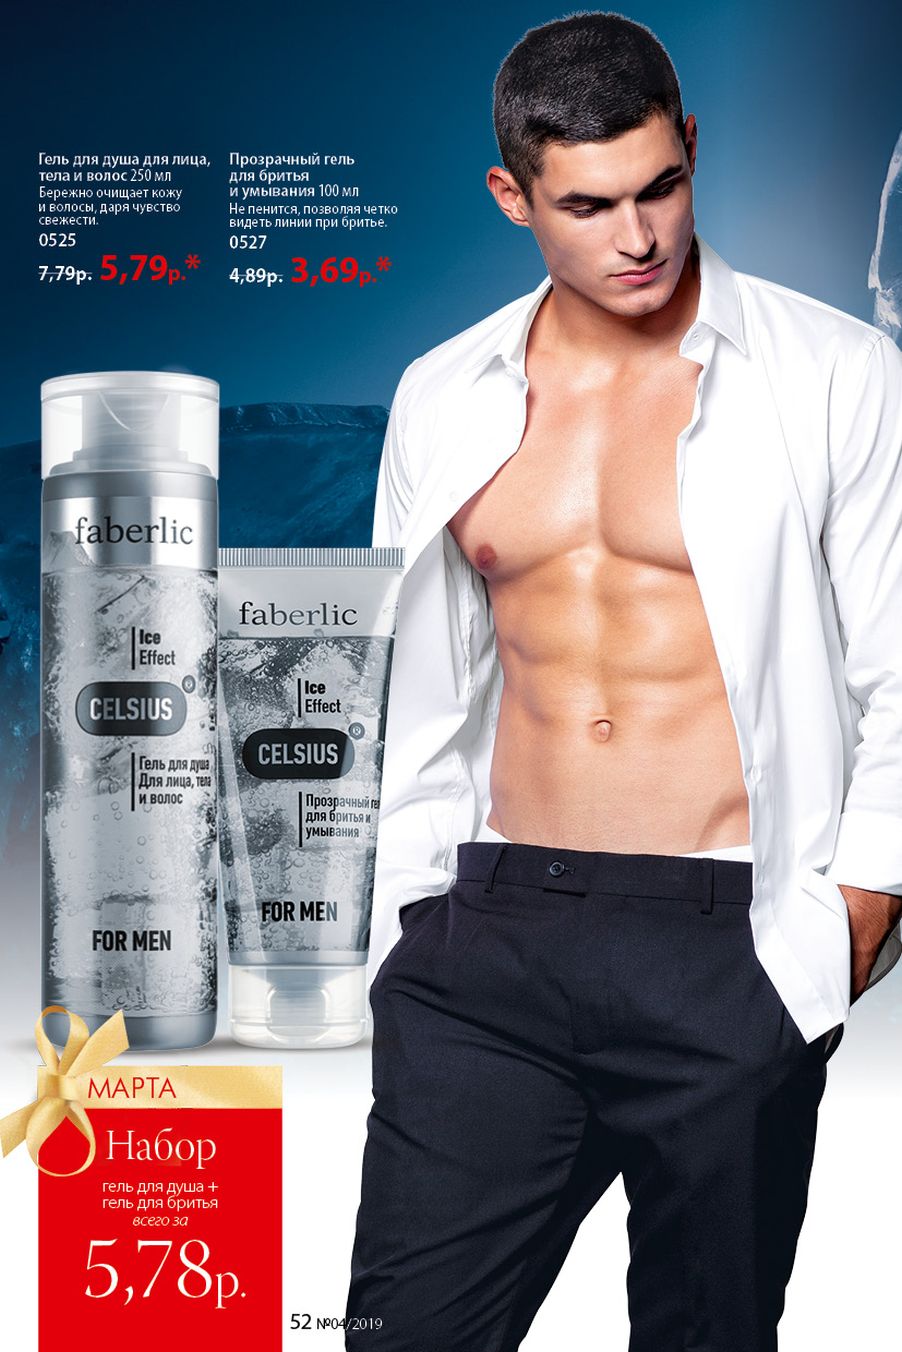 Гель для душа для лица,
тела и волос 250 мл
Бережно очищает кожу
и волосы, даря чувство
свежести.
0525
7,79р. 5,79р.*
Прозрачный гель
для бритья
и умывания 100 мл
Не пенится, позволяя четко
видеть линии при бритье.
0527
4,89р. 3,69р.*
faberlic
Ice
Effect
CELSIUS®
Гель для душа
Для лица, тела
и волос
FOR MEN
faberlic
Ice
Effect
CELSIUS®
Прозрачный гель
для бритья и
умывания
FOR MEN
МАРТА
Набор
гель для душа +
гель для бритья
всего за
5,78р.
52 №04/2019